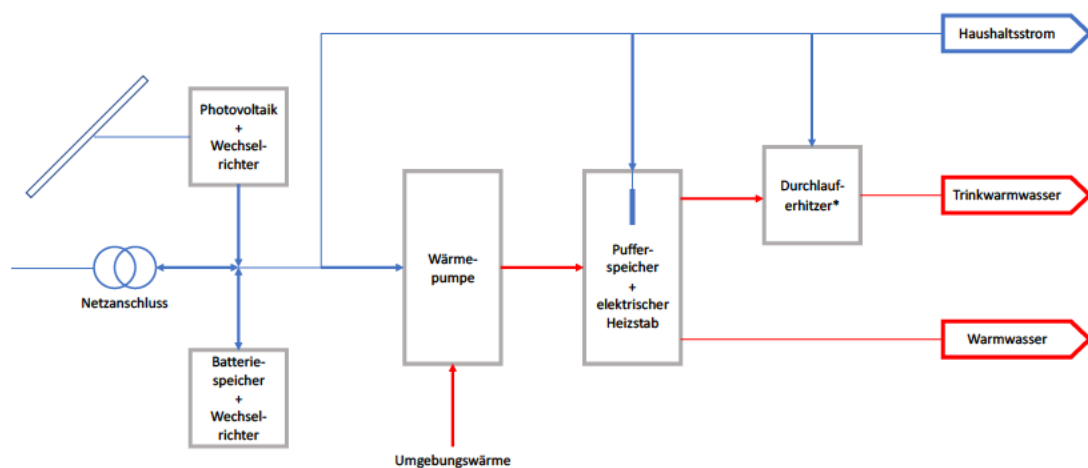 Haushaltsstrom
Photovoltaik
+
Wechsel-
richter
Durchlauf-
erhitzer*
Trinkwarmwasser
Netzanschluss
Wärme-
pumpe
Puffer-
speicher
+
elektrischer
Heizstab
Warmwasser
Batterie-
speicher
+
Wechsel-
richter
Umgebungswärme